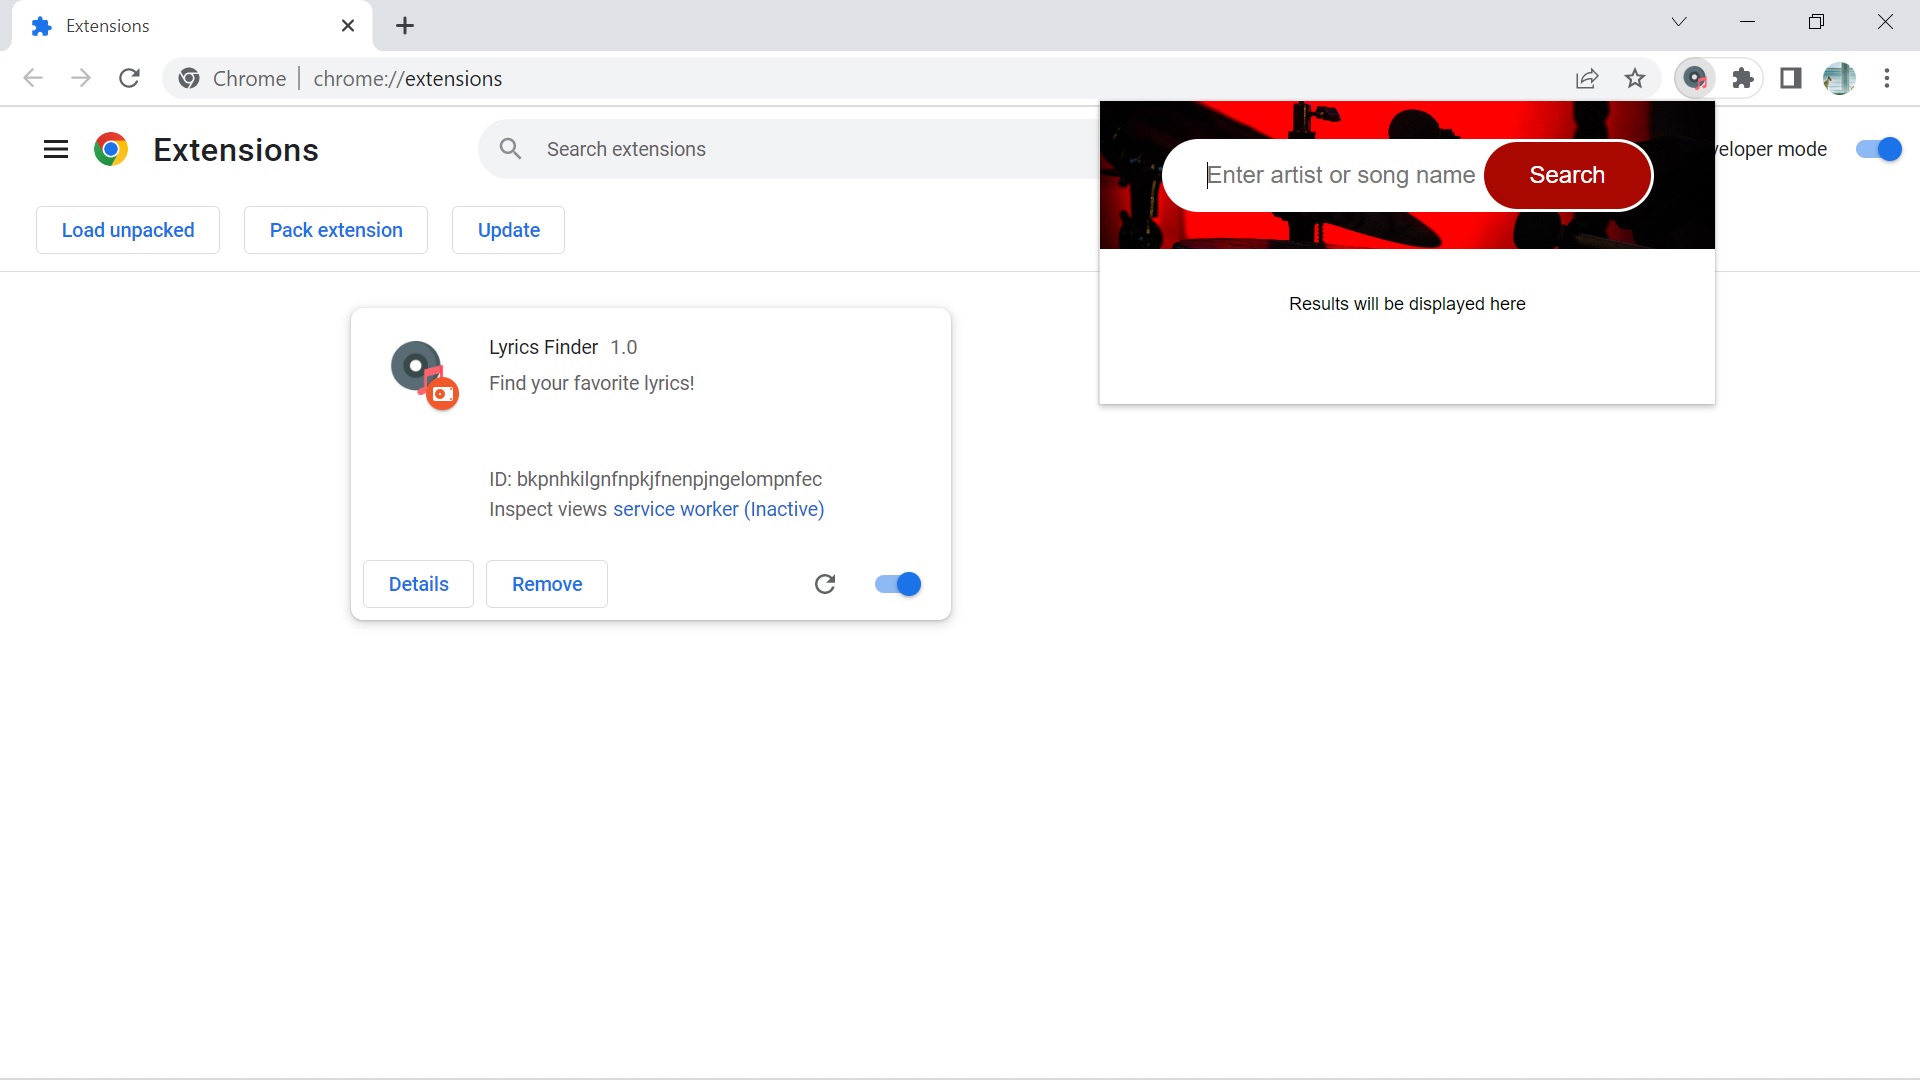 Extensions
Chrome
chrome://extensions
Extensions
Search extensions
veloper mode
Load unpacked
Pack extension
Update
Enter artist or song name
Search
Results will be displayed here
Lyrics Finder 1.0
Find your favorite lyrics!
ID: bkpnhkilgnfnpkjfnenpjngelompnfec
Inspect views service worker (Inactive)
Details
Remove